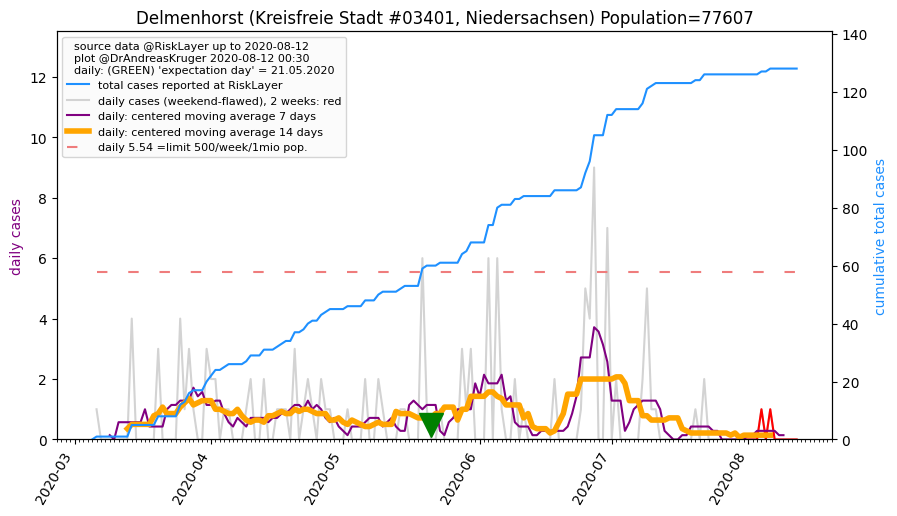 Delmenhorst (Kreisfreie Stadt #03401, Niedersachsen) Population=77607
source data @RiskLayer up to 2020-08-12
plot @DrAndreasKruger 2020-08-12 00:30
daily: (GREEN) 'expectation day' = 21.05.2020
total cases reported at RiskLayer
daily cases (weekend-flawed), 2 weeks: red
daily: centered moving average 7 days
daily: centered moving average 14 days
daily 5.54 =limit 500/week/1mio pop.
daily cases
12
10
8
6
4
2
0
cumulative total cases
140
120
100
80
60
40
20
0
2020-03
2020-04
2020-05
2020-06
2020-07
2020-08